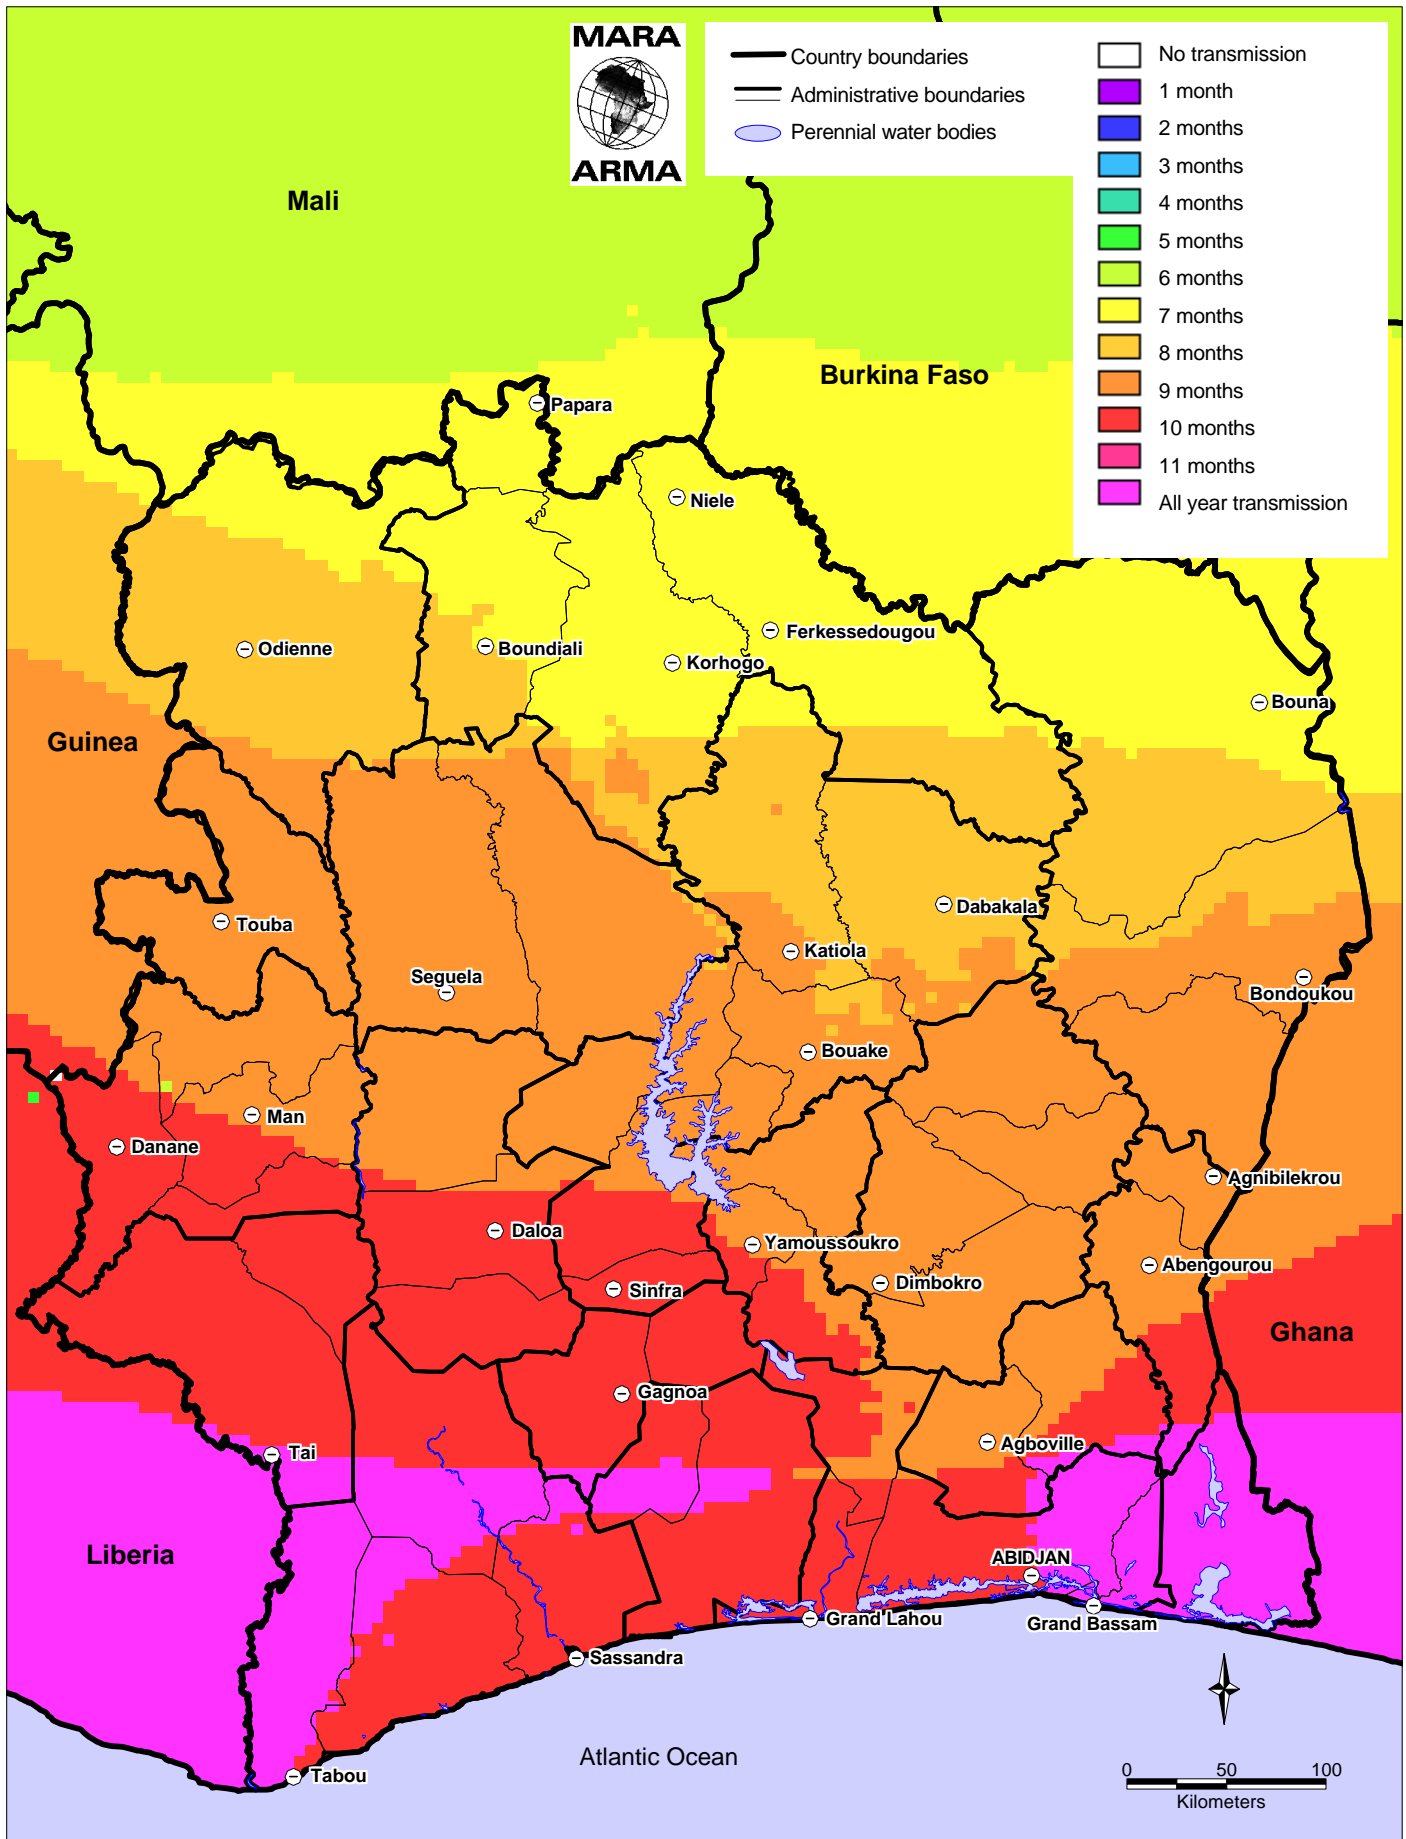 MARA
ARMA
Country boundaries
Administrative boundaries
Perennial water bodies
No transmission
1 month
2 months
3 months
4 months
5 months
6 months
7 months
8 months
9 months
10 months
11 months
All year transmission
Mali
Burkina Faso
Papara
Niele
Ferkessedougou
Odienne
Boundiali
Korhogo
Bouna
Guinea
Touba
Dabakala
Katiola
Seguela
Bondoukou
Bouake
Man
Danane
Agnibilekrou
Daloa
Yamoussoukro
Abengourou
Sinfra
Dimbokro
Ghana
Gagnoa
Tai
Agboville
Liberia
ABIDJAN
Grand Lahou
Grand Bassam
Sassandra
Atlantic Ocean
Tabou
0 50 100
Kilometers